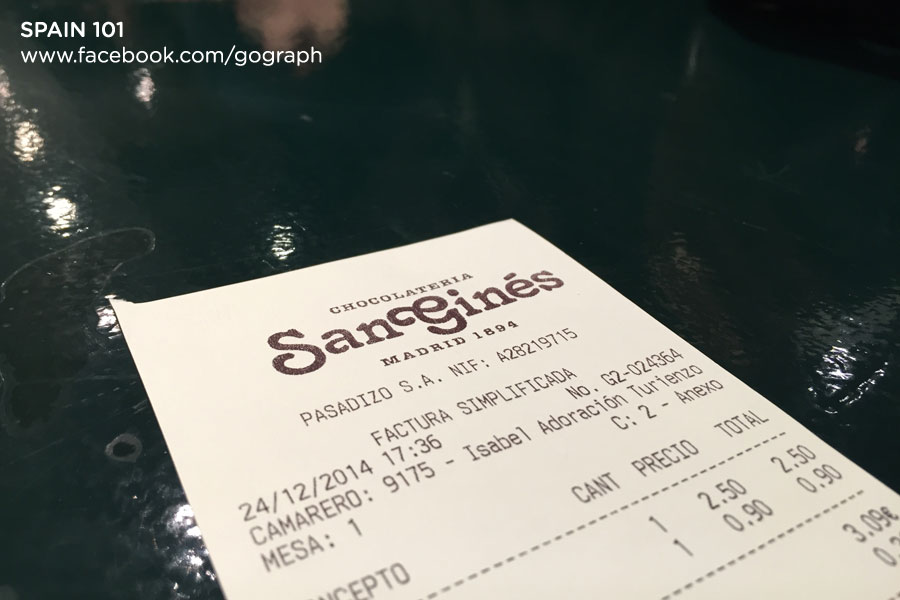 SPAIN 101
www.facebook.com/gograph
CHOCOLATERIA
San Ginés
MADRID 1894
PASADIZO S.A. NIF: A28219715
FACTURA SIMPLIFICADA
24/12/2014 17:36 No. G2-024364
CAMARERO: 9175 - Isabel Adoración Turienzo
MESA: 1 C: 2 - Anexo
CANT PRECIO TOTAL
1 2.50 2.50
1 0.90 0.90
3,09€